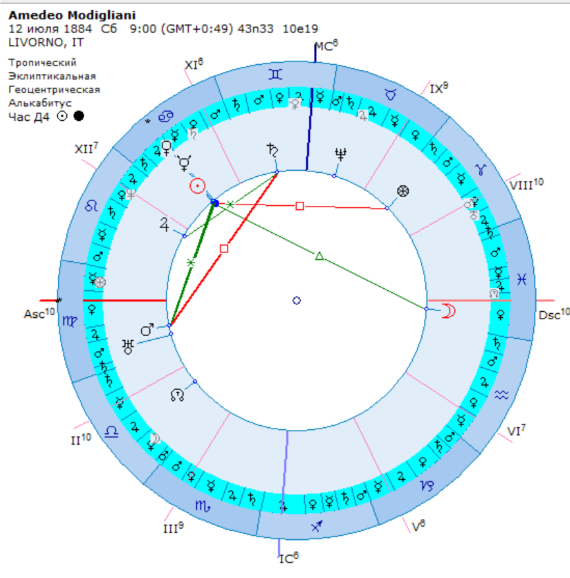 Amedeo Modigliani
12 июля 1884 Сб 9:00 (GMT+0:49) 43n33 10e19
LIVORNO, IT
Тропический
Эклиптикальная
Геоцентрическая
Алькабитус
Час Д4 ☉ ●
MC⁶
XI⁶
IX⁹
XII⁷
VIII¹⁰
Asc¹⁰
Dsc¹⁰
II¹⁰
VI⁷
III⁹
V⁶
IC⁶